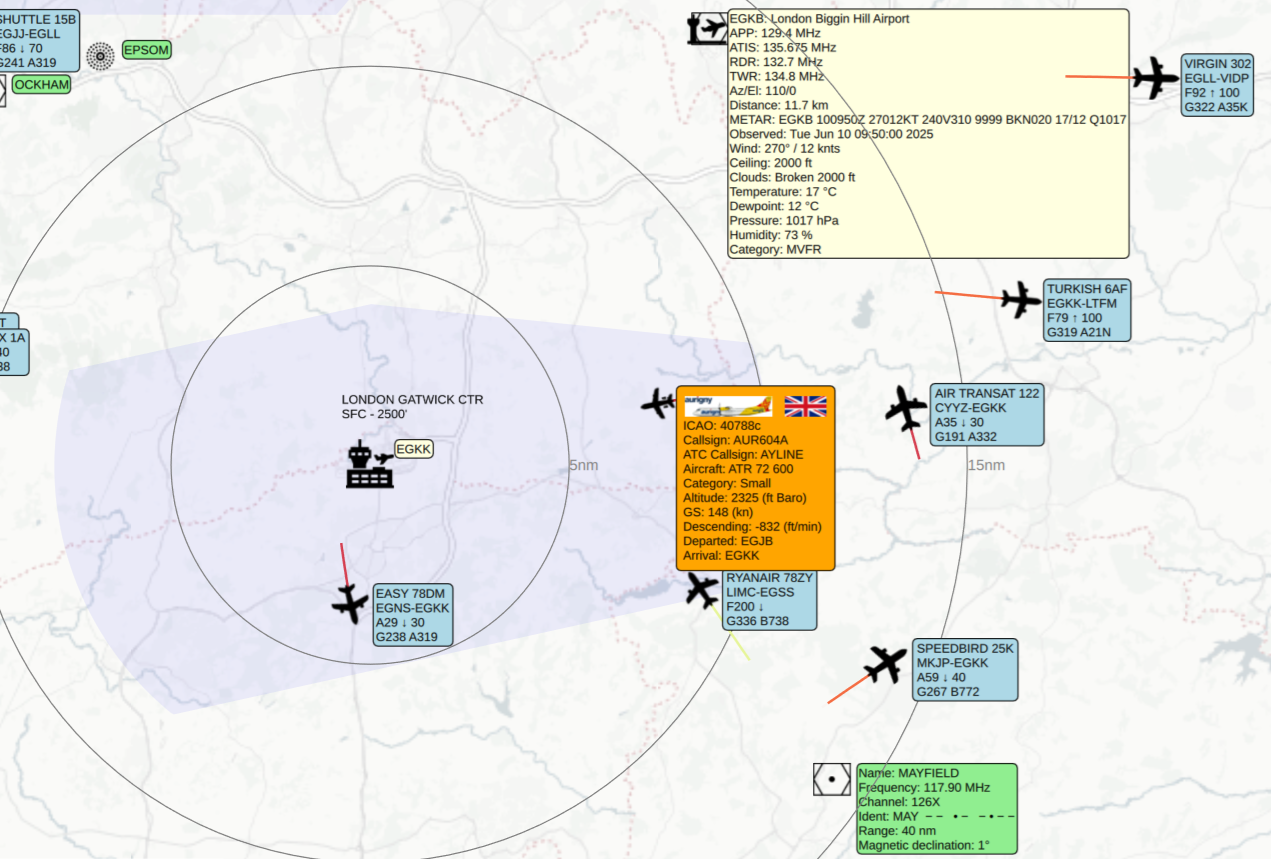 SHUTTLE 15B
EGJJ-EGLL
F86 ↓ 70
G241 A319
EPSOM
OCKHAM
EGKB: London Biggin Hill Airport
APP: 129.4 MHz
ATIS: 135.675 MHz
RDR: 132.7 MHz
TWR: 134.8 MHz
Az/El: 110/0
Distance: 11.7 km
METAR: EGKB 100950Z 27012KT 240V310 9999 BKN020 17/12 Q1017
Observed: Tue Jun 10 09:50:00 2025
Wind: 270° / 12 knts
Ceiling: 2000 ft
Clouds: Broken 2000 ft
Temperature: 17 °C
Dewpoint: 12 °C
Pressure: 1017 hPa
Humidity: 73 %
Category: MVFR
VIRGIN 302
EGLL-VIDP
F92 ↑ 100
G322 A35K
TURKISH 6AF
EGKK-LTFM
F79 ↑ 100
G319 A21N
T
X 1A
40
38
LONDON GATWICK CTR
SFC - 2500'
EGKK
5nm
aurigny
ICAO: 40788c
Callsign: AUR604A
ATC Callsign: AYLINE
Aircraft: ATR 72 600
Category: Small
Altitude: 2325 (ft Baro)
GS: 148 (kn)
Descending: -832 (ft/min)
Departed: EGJB
Arrival: EGKK
AIR TRANSAT 122
CYYZ-EGKK
A35 ↓ 30
G191 A332
15nm
EASY 78DM
EGNS-EGKK
A29 ↓ 30
G238 A319
RYANAIR 78ZY
LIMC-EGSS
F200 ↓
G336 B738
SPEEDBIRD 25K
MKJP-EGKK
A59 ↓ 40
G267 B772
Name: MAYFIELD
Frequency: 117.90 MHz
Channel: 126X
Ident: MAY −− •− −•−−
Range: 40 nm
Magnetic declination: 1°